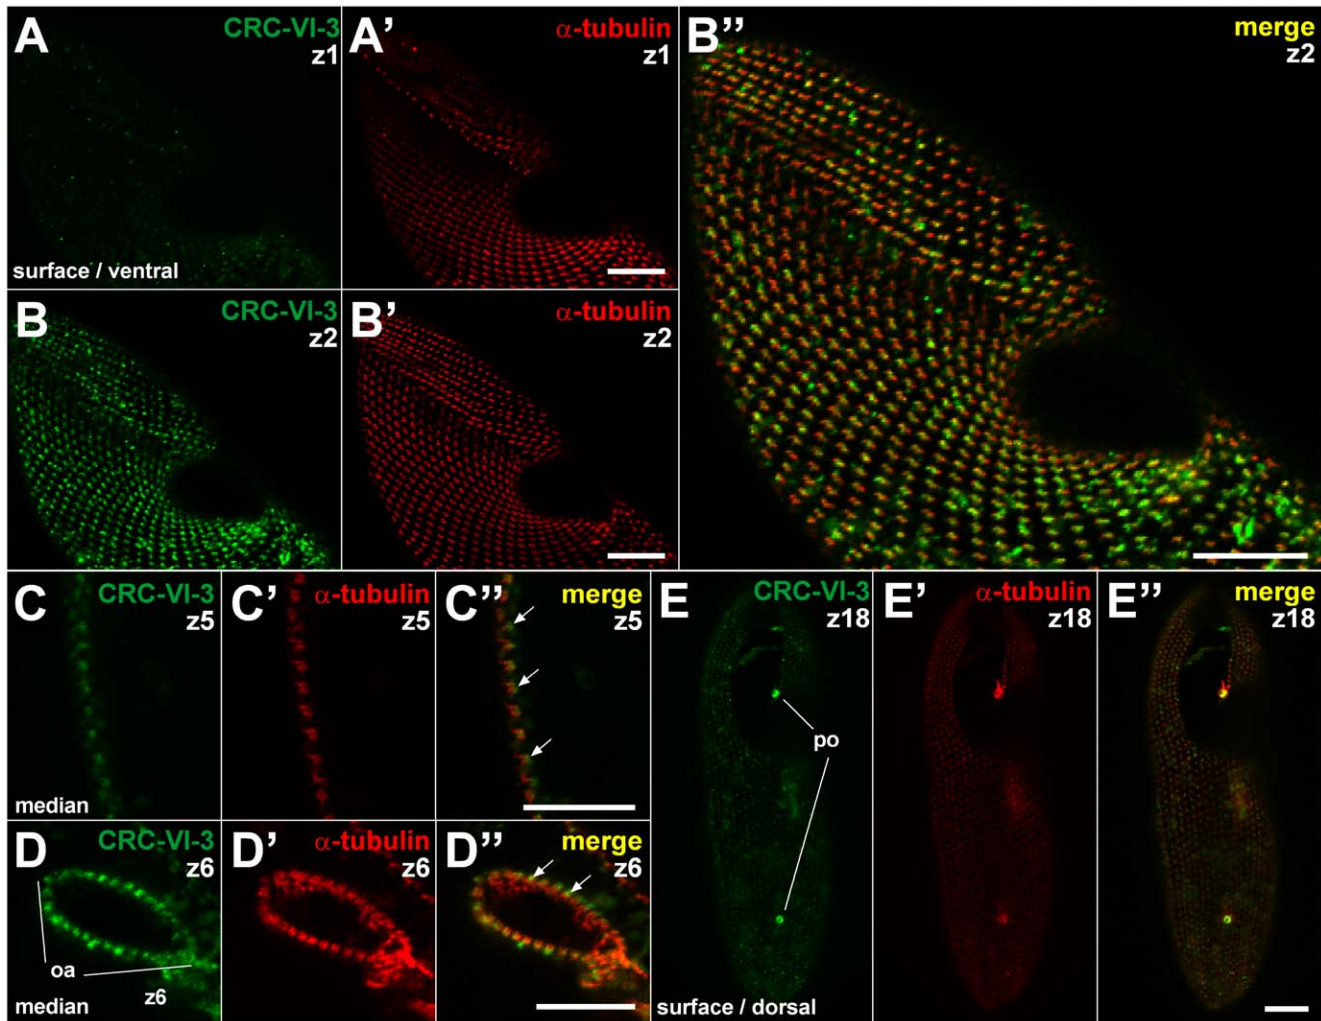 A
CRC-VI-3
z1
surface / ventral
A’
α-tubulin
z1
B
CRC-VI-3
z2
B’
α-tubulin
z2
B’’
merge
z2
C
CRC-VI-3
z5
median
C’
α-tubulin
z5
C’’
merge
z5
D
CRC-VI-3
z6
oa
z6
median
D’
α-tubulin
z6
D’’
merge
z6
E
CRC-VI-3
z18
po
surface / dorsal
E’
α-tubulin
z18
E’’
merge
z18